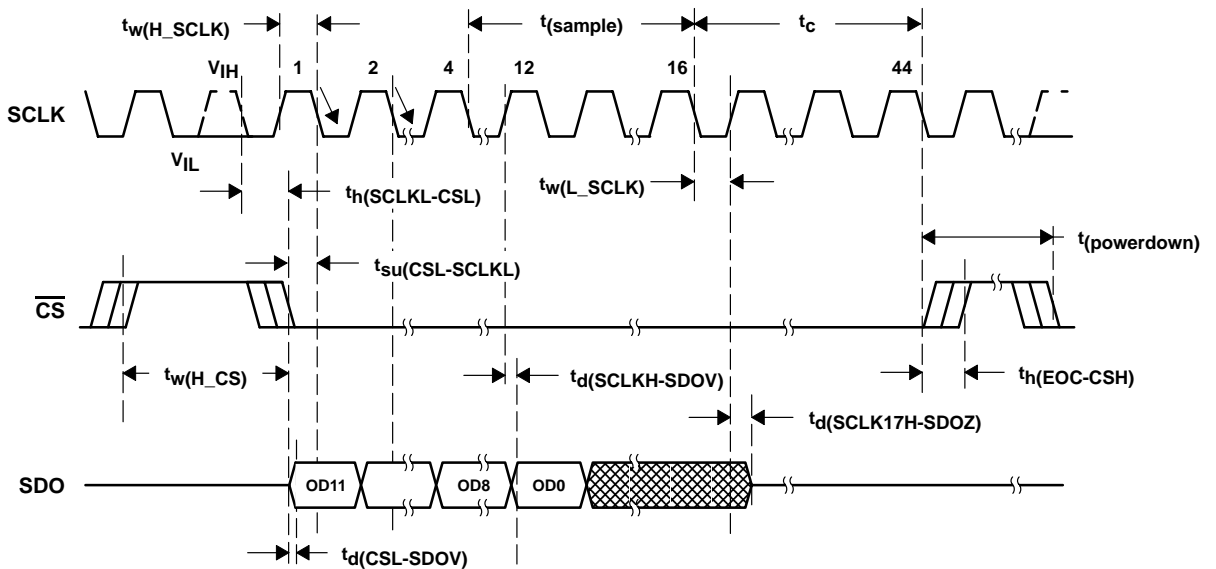 tw(H_SCLK)
t(sample)
tc
VIH
1
2
4
12
16
44
SCLK
VIL
th(SCLKL-CSL)
tw(L_SCLK)
t(powerdown)
tsu(CSL-SCLKL)
CS
tw(H_CS)
td(SCLKH-SDOV)
th(EOC-CSH)
td(SCLK17H-SDOZ)
SDO
OD11
OD8
OD0
td(CSL-SDOV)